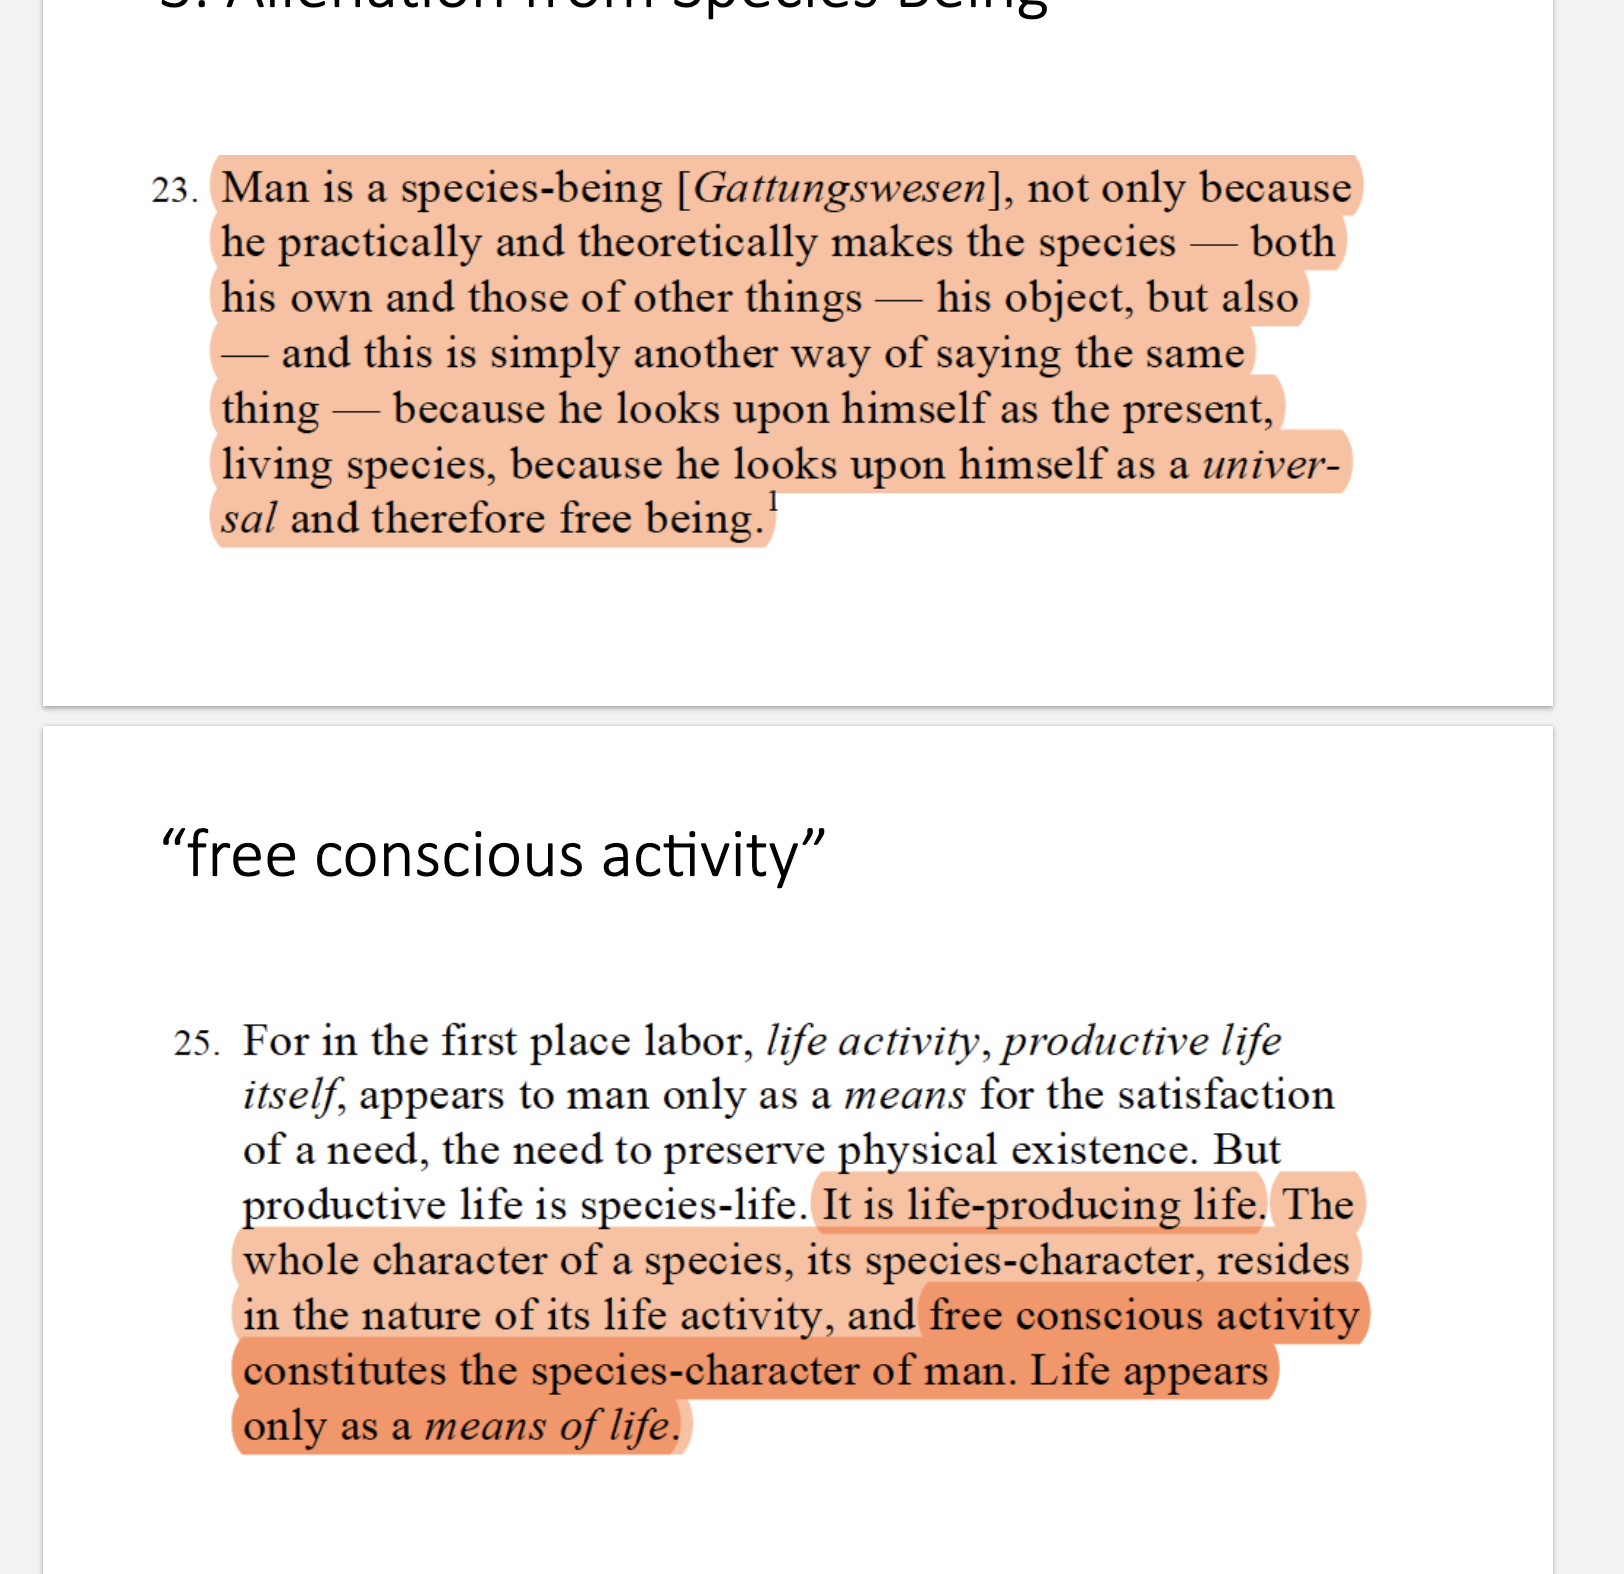 3. Alienation from Species Being
23. Man is a species-being [Gattungswesen], not only because
he practically and theoretically makes the species — both
his own and those of other things — his object, but also
— and this is simply another way of saying the same
thing — because he looks upon himself as the present,
living species, because he looks upon himself as a univer-
sal and therefore free being.1
“free conscious activity”
25. For in the first place labor, life activity, productive life
itself, appears to man only as a means for the satisfaction
of a need, the need to preserve physical existence. But
productive life is species-life. It is life-producing life. The
whole character of a species, its species-character, resides
in the nature of its life activity, and free conscious activity
constitutes the species-character of man. Life appears
only as a means of life.